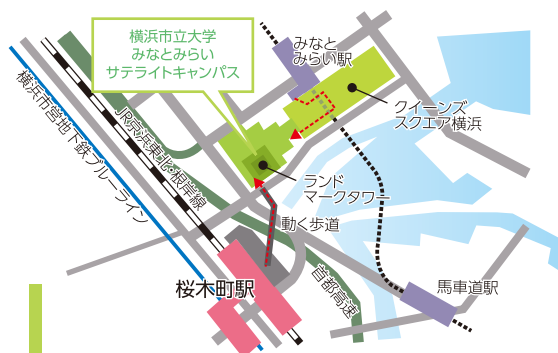 横浜市立大学
みなとみらい
サテライトキャンパス
みなと
みらい駅
クイーンズ
スクエア横浜
ランド
マークタワー
動く歩道
JR京浜東北・根岸線
横浜市営地下鉄ブルーライン
桜木町駅
首都高速
馬車道駅